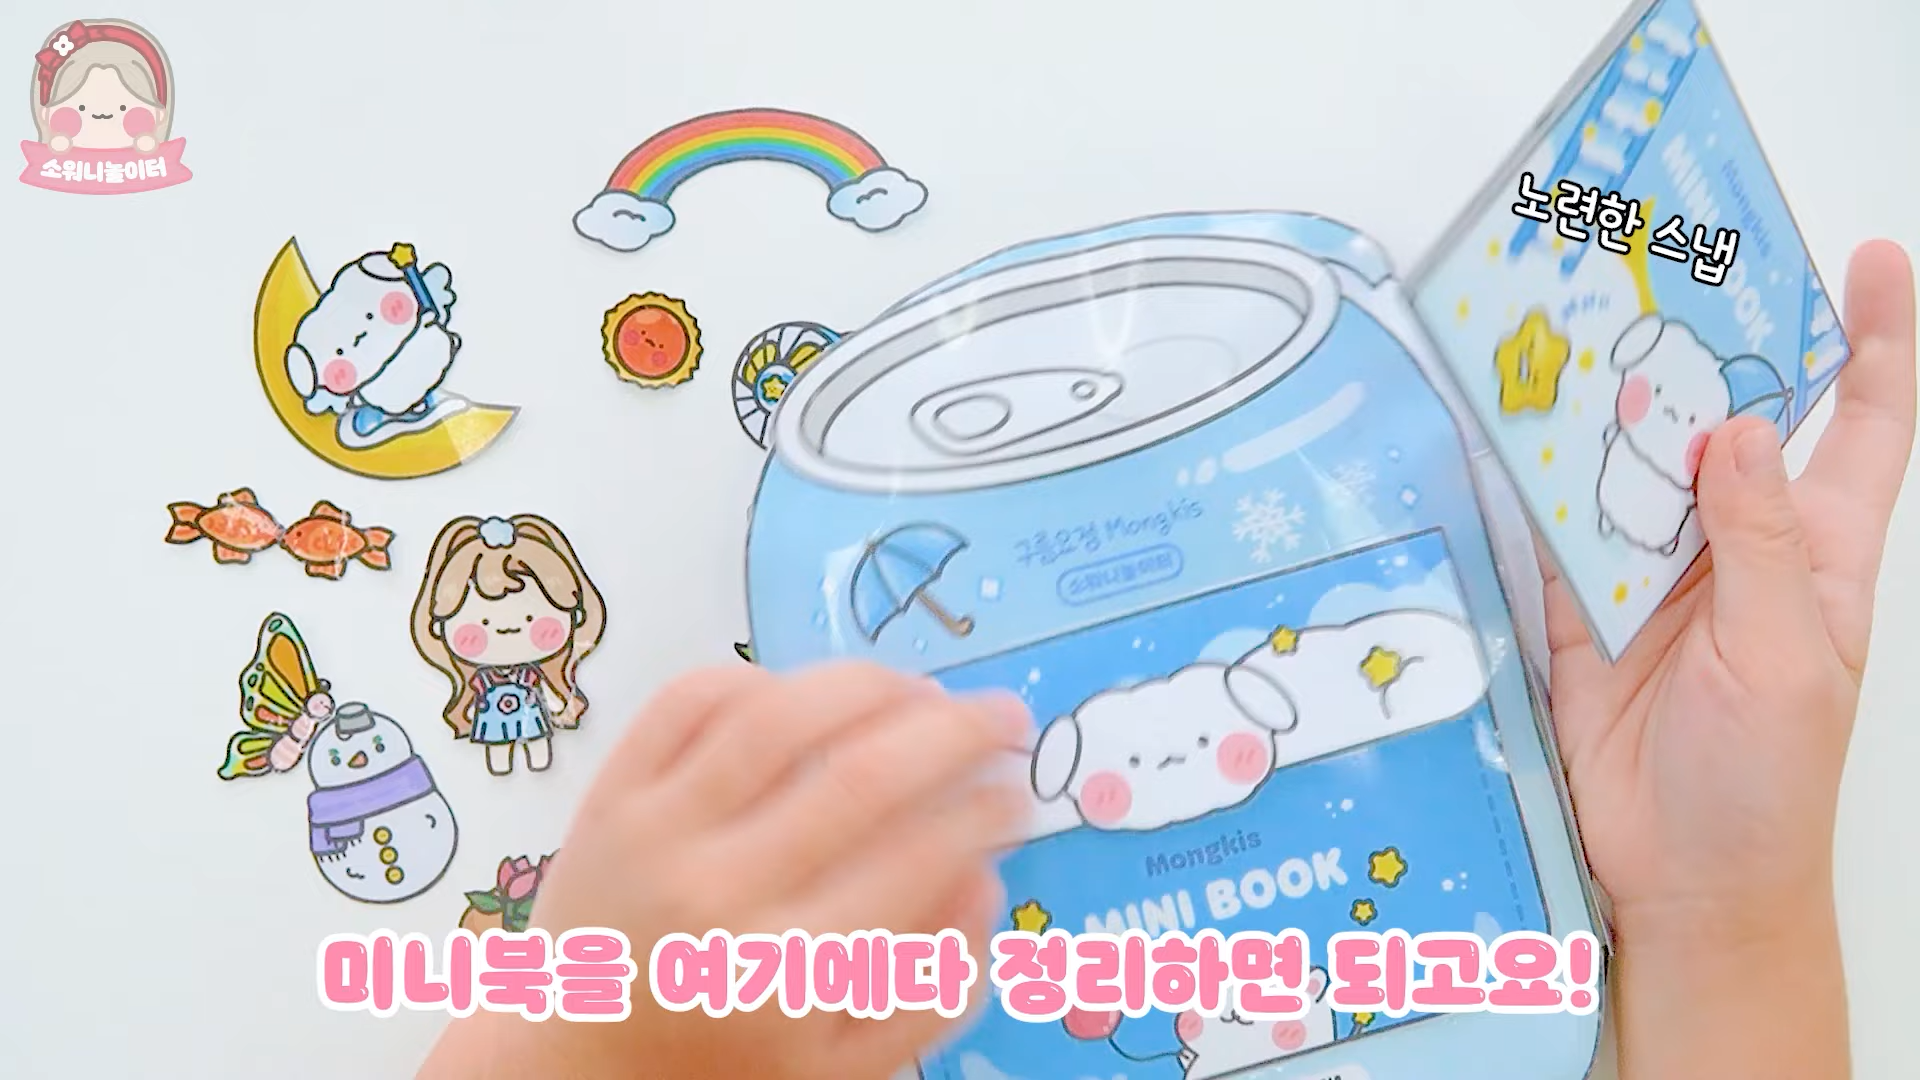 소워니놀이터
노련한 스냅
Mongkis
MINI BOOK
구름요정 Mongkis
소워니놀이터
Mongkis
MINI BOOK
미니북을 여기에다 정리하면 되고요!